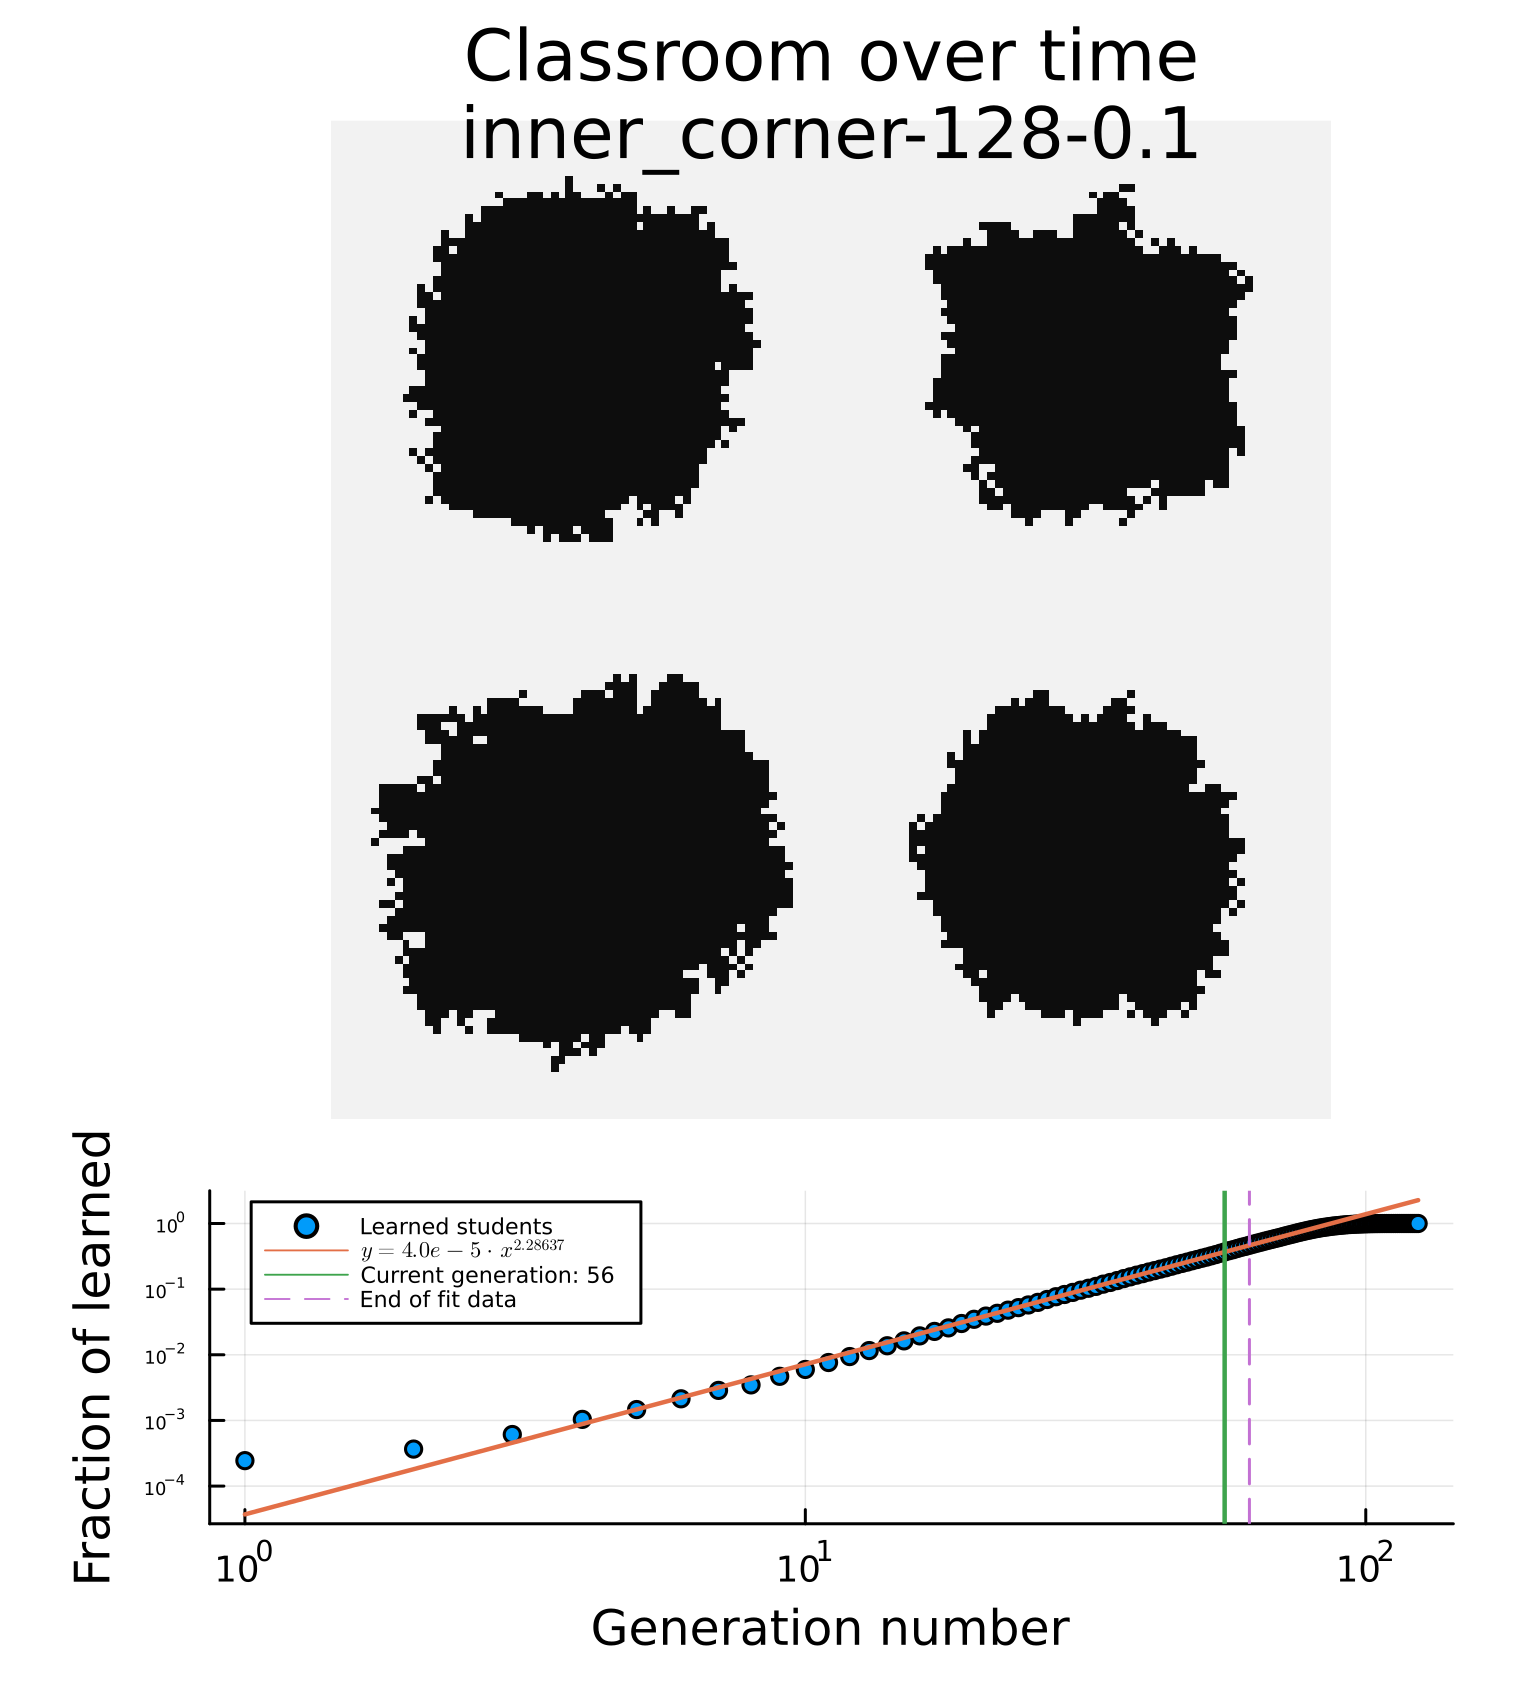 Classroom over time
inner_corner-128-0.1
Fraction of learned
10^0
10^−1
10^−2
10^−3
10^−4
Learned students
y = 4.0e − 5 · x^2.28637
Current generation: 56
End of fit data
10^0
10^1
10^2
Generation number